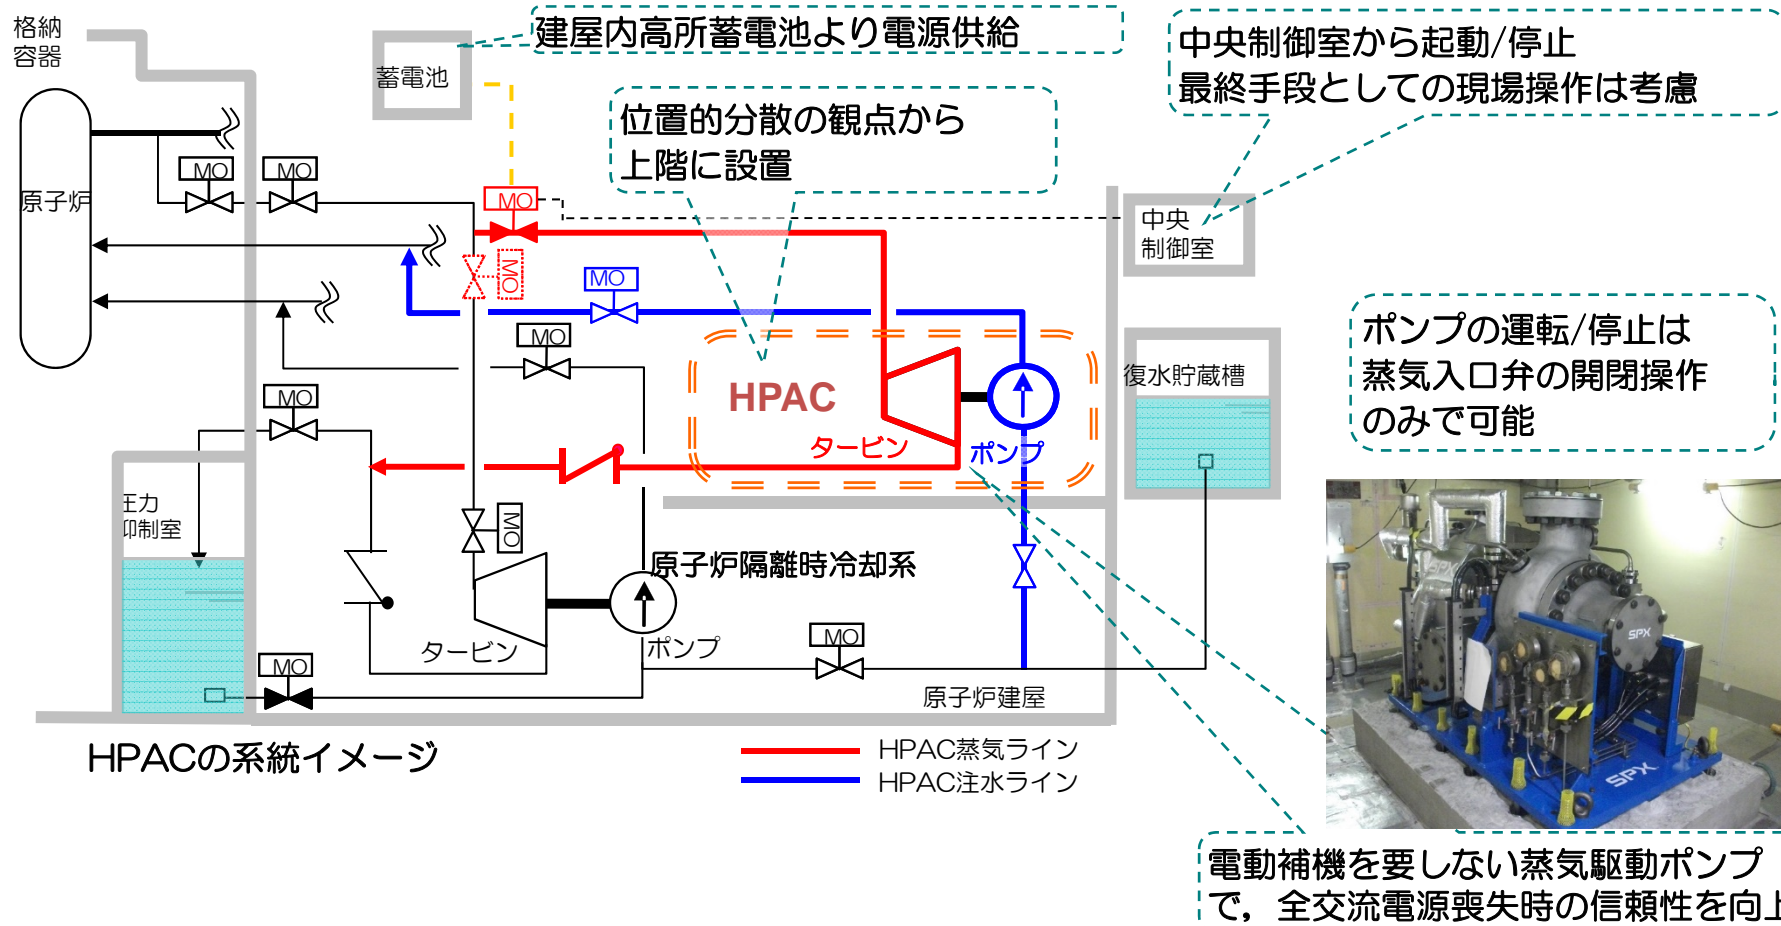 格納
容器
建屋内高所蓄電池より電源供給
中央制御室から起動/停止
最終手段としての現場操作は考慮
蓄電池
位置的分散の観点から
上階に設置
MO
MO
原子炉
MO
中央
制御室
MO
MO
ポンプの運転/停止は
蒸気入口弁の開閉操作
のみで可能
MO
復水貯蔵槽
MO
HPAC
タービン
ポンプ
圧力
抑制室
MO
原子炉隔離時冷却系
SPX
SPX
タービン
ポンプ
MO
MO
原子炉建屋
SPX
HPACの系統イメージ
HPAC蒸気ライン
HPAC注水ライン
電動補機を要しない蒸気駆動ポンプ
で，全交流電源喪失時の信頼性を向上